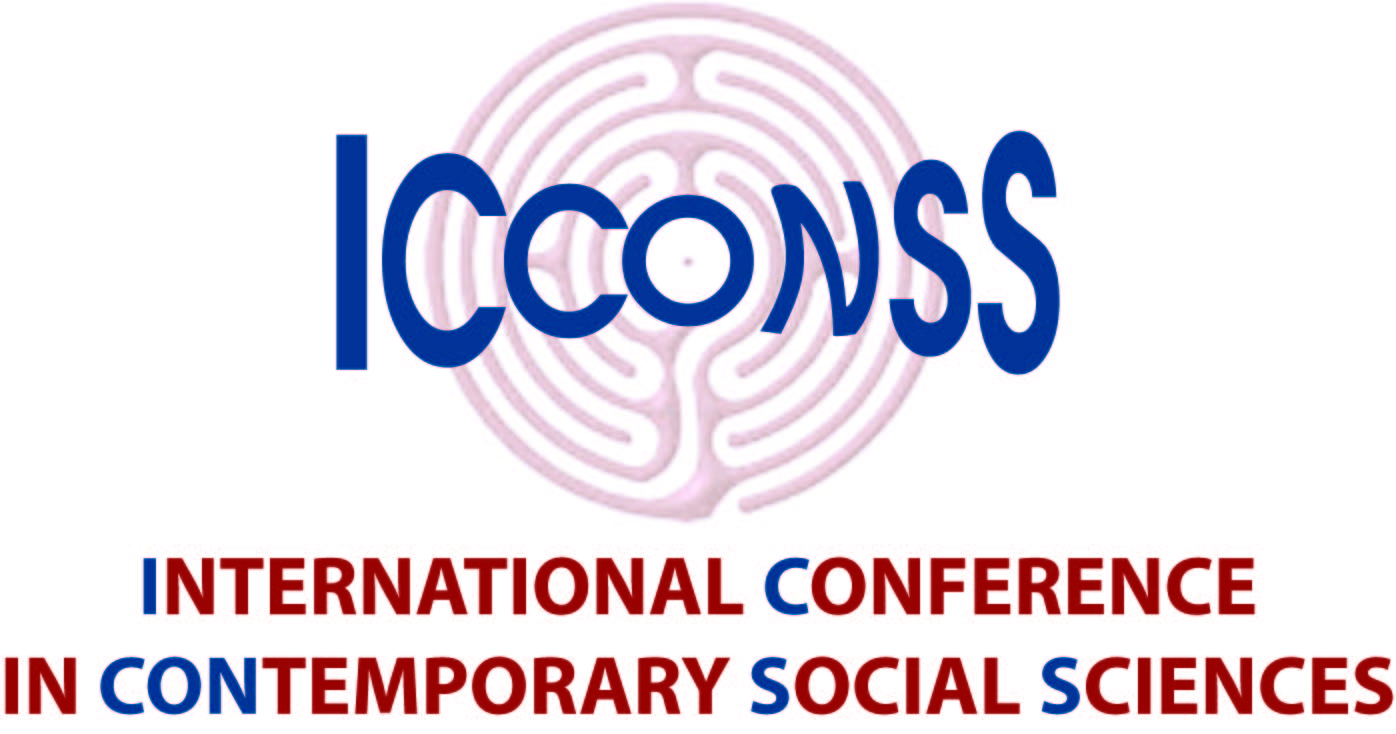 ICCONSS
INTERNATIONAL CONFERENCE
IN CONTEMPORARY SOCIAL SCIENCES